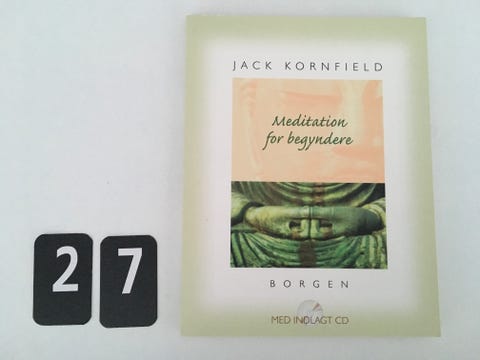 JACK KORNFIELD
Meditation
for begyndere
BORGEN
MED INDLAGT CD
2 7